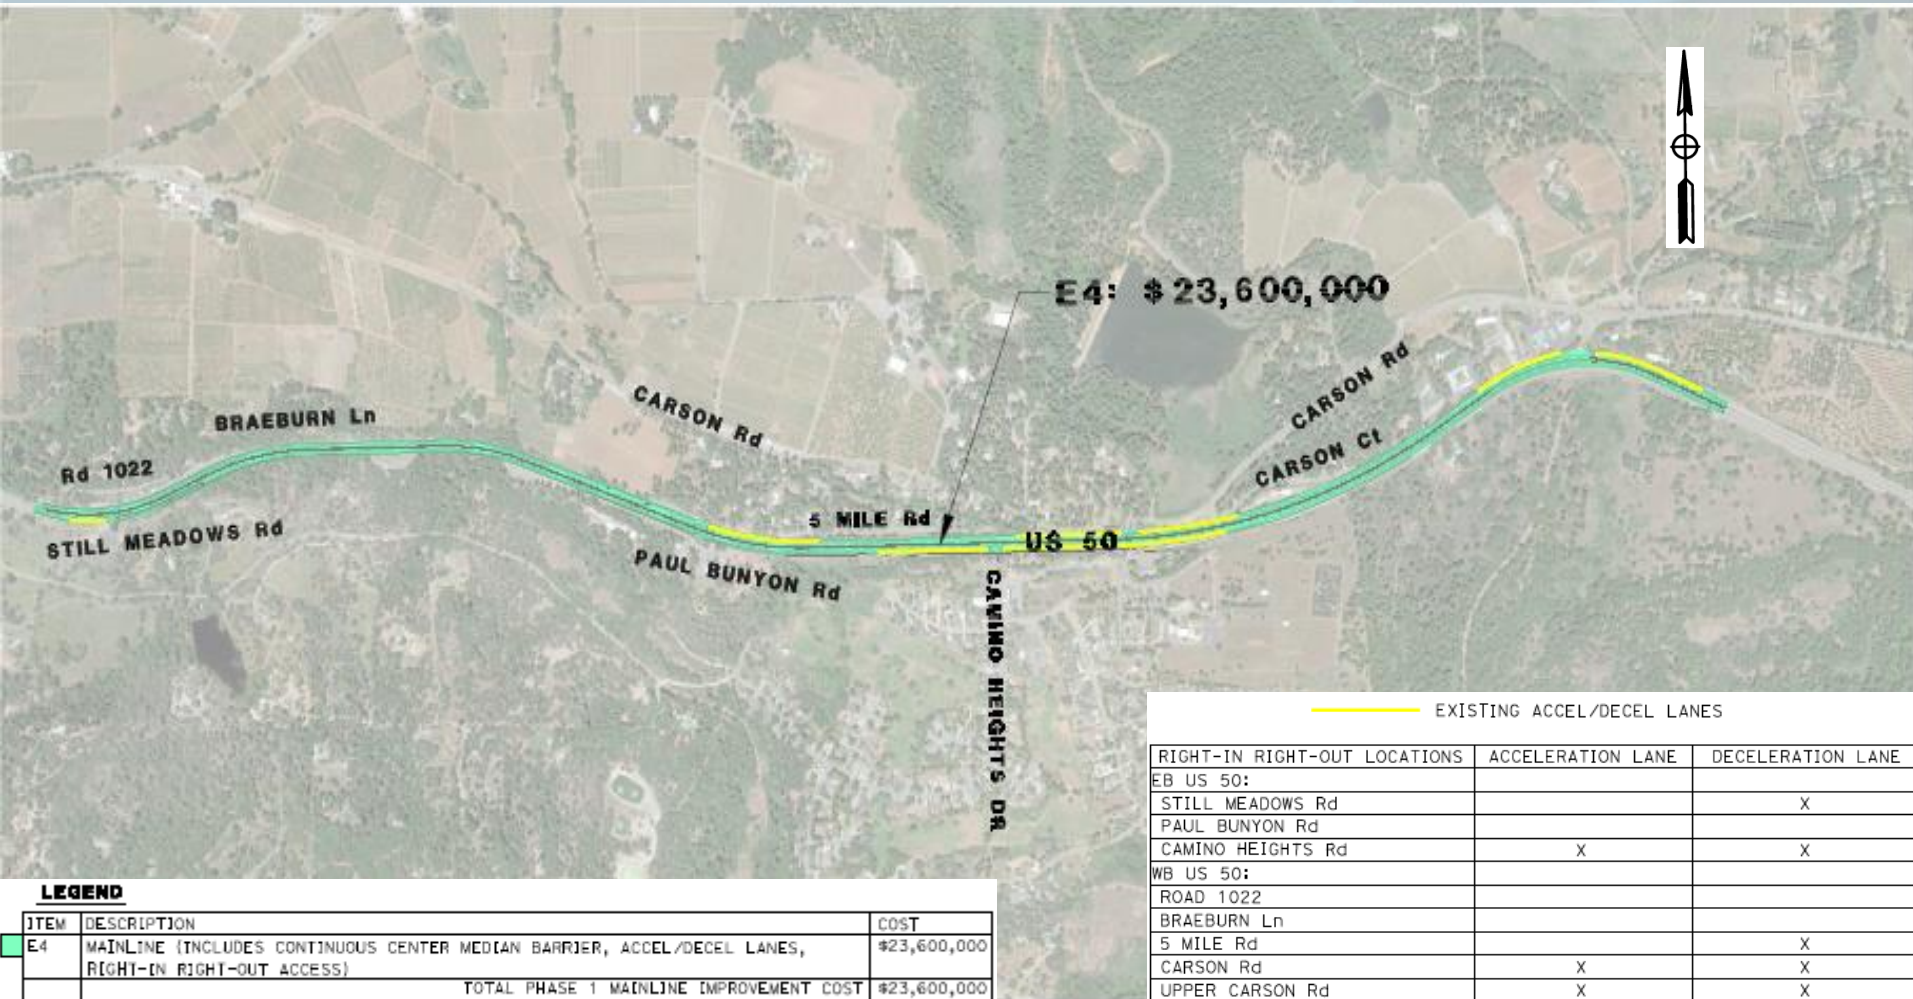 E4: $23,600,000
CARSON Rd
CARSON Rd
BRAEBURN Ln
CARSON Ct
Rd 1022
5 MILE Rd
STILL MEADOWS Rd
US 50
PAUL BUNYON Rd
CAMINO HEIGHTS DR
EXISTING ACCEL/DECEL LANES
RIGHT-IN RIGHT-OUT LOCATIONS ACCELERATION LANE DECELERATION LANE
EB US 50:
STILL MEADOWS Rd X
PAUL BUNYON Rd
CAMINO HEIGHTS Rd X X
WB US 50:
ROAD 1022
BRAEBURN Ln
5 MILE Rd X
CARSON Rd X X
UPPER CARSON Rd X X
LEGEND
ITEM DESCRIPTION COST
E4 MAINLINE (INCLUDES CONTINUOUS CENTER MEDIAN BARRIER, ACCEL/DECEL LANES, $23,600,000
RIGHT-IN RIGHT-OUT ACCESS)
TOTAL PHASE 1 MAINLINE IMPROVEMENT COST $23,600,000